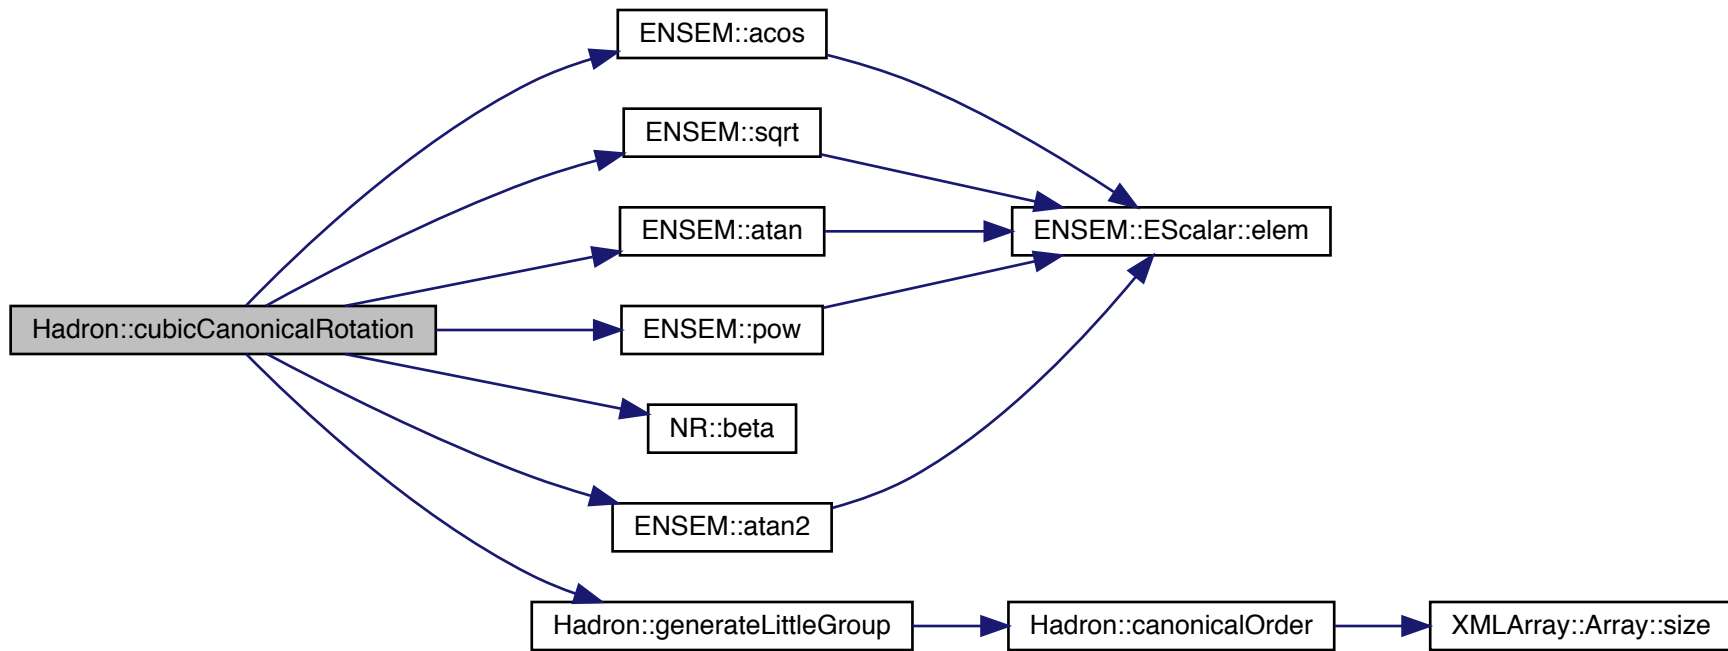 ENSEM::acos
ENSEM::sqrt
ENSEM::atan
ENSEM::EScalar::elem
Hadron::cubicCanonicalRotation
ENSEM::pow
NR::beta
ENSEM::atan2
Hadron::generateLittleGroup
Hadron::canonicalOrder
XMLArray::Array::size